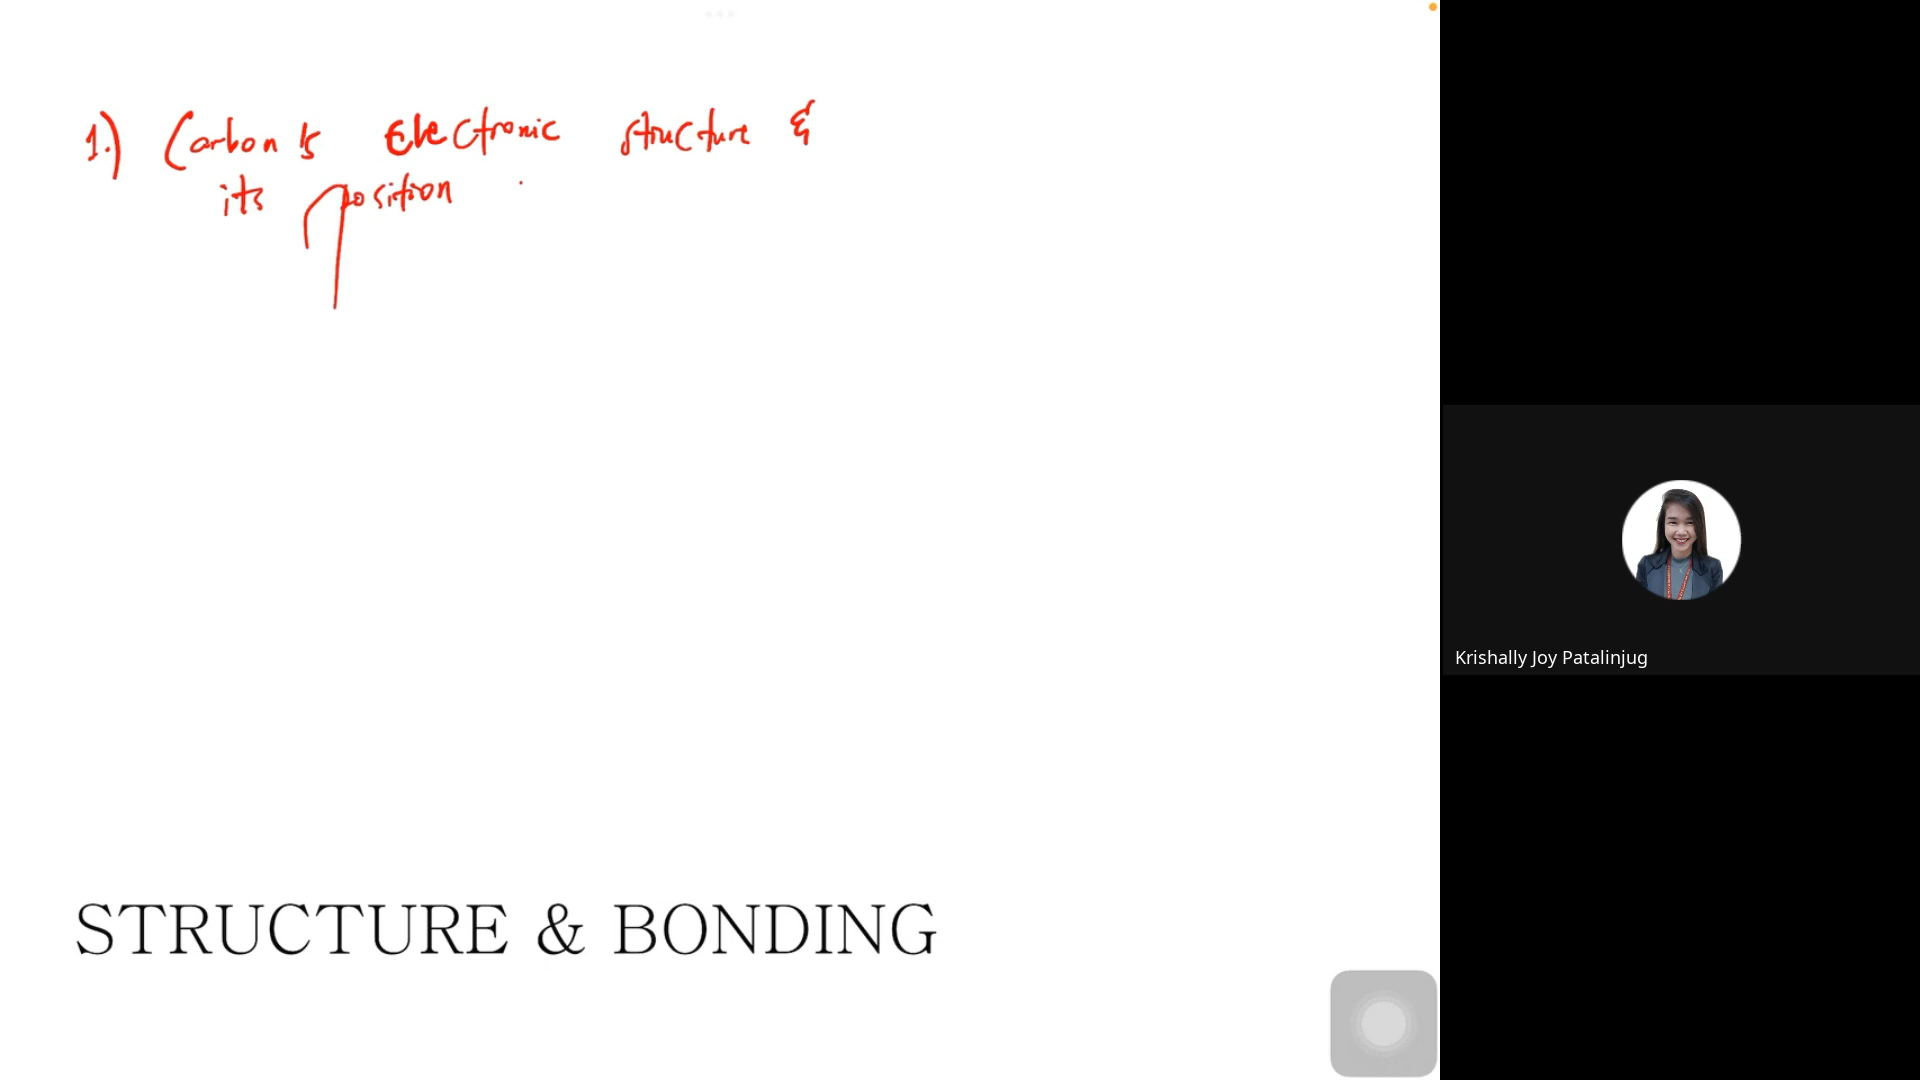 1.) Carbon's Electronic structure &
its position
STRUCTURE & BONDING
Krishally Joy Patalinjug